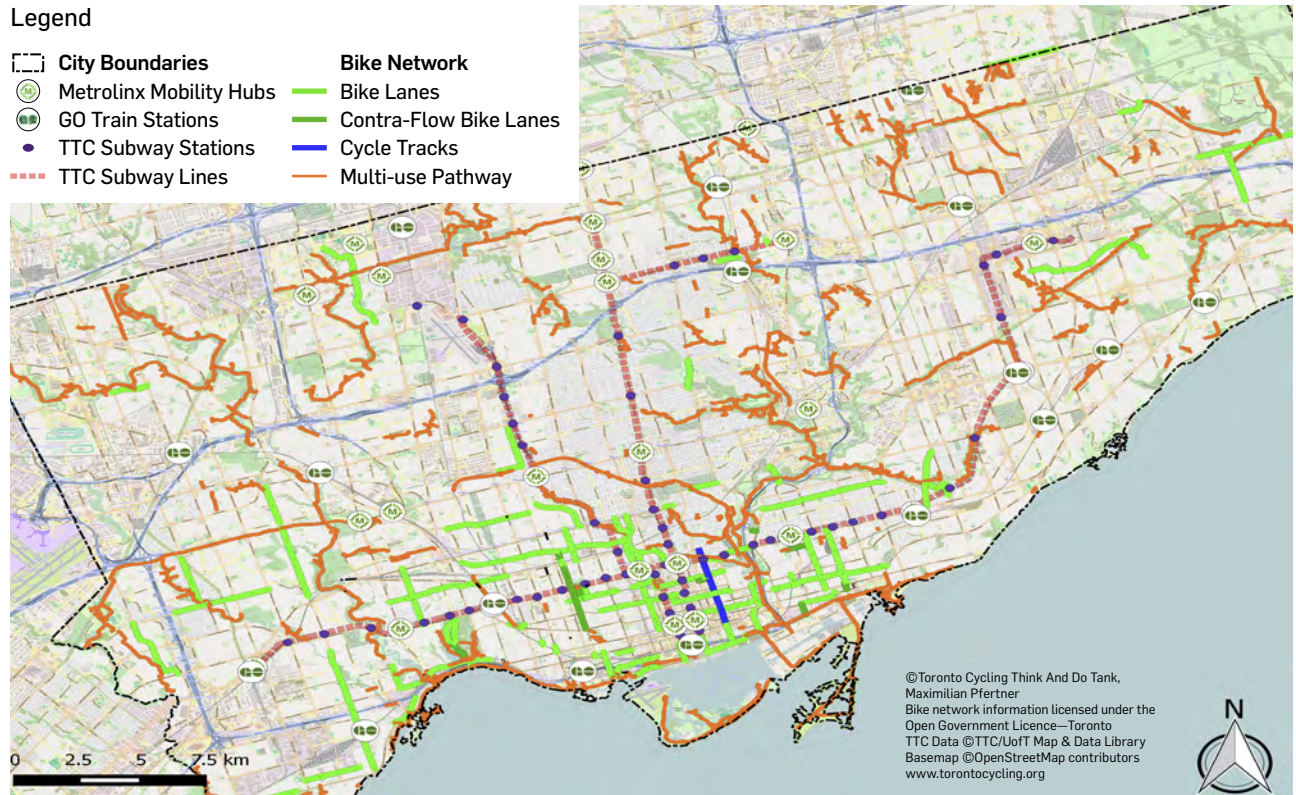 Legend
City Boundaries
Metrolinx Mobility Hubs
GO Train Stations
TTC Subway Stations
TTC Subway Lines
Bike Network
Bike Lanes
Contra-Flow Bike Lanes
Cycle Tracks
Multi-use Pathway
0 2.5 5 7.5 km
©Toronto Cycling Think And Do Tank,
Maximilian Pfertner
Bike network information licensed under the
Open Government Licence—Toronto
TTC Data ©TTC/UofT Map & Data Library
Basemap ©OpenStreetMap contributors
www.torontocycling.org
N